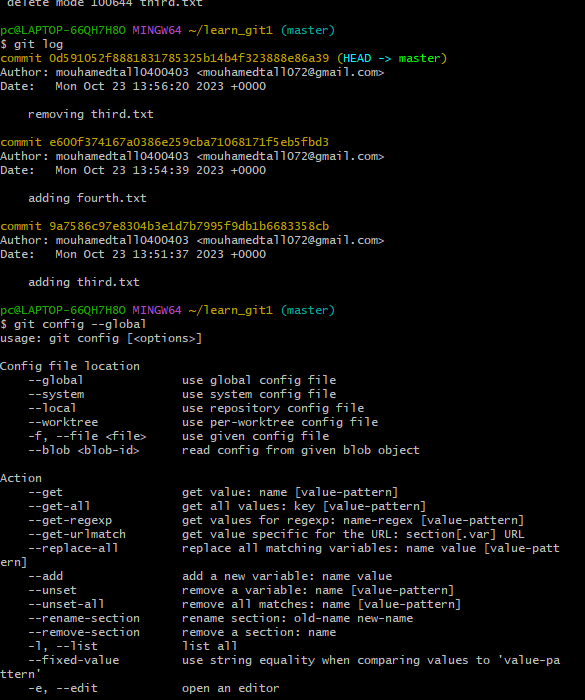 delete mode 100644 third.txt
pc@LAPTOP-66QH7H8O MINGW64 ~/learn_git1 (master)
$ git log
commit 0d591052f8881831785325b14b4f323888e86a39 (HEAD -> master)
Author: mouhamedtall0400403 <mouhamedtall072@gmail.com>
Date:   Mon Oct 23 13:56:20 2023 +0000
removing third.txt
commit e600f374167a0386e259cba71068171f5eb5fbd3
Author: mouhamedtall0400403 <mouhamedtall072@gmail.com>
Date:   Mon Oct 23 13:54:39 2023 +0000
adding fourth.txt
commit 9a7586c97e8304b3e1d7b7995f9db1b6683358cb
Author: mouhamedtall0400403 <mouhamedtall072@gmail.com>
Date:   Mon Oct 23 13:51:37 2023 +0000
adding third.txt
pc@LAPTOP-66QH7H8O MINGW64 ~/learn_git1 (master)
$ git config --global
usage: git config [<options>]
Config file location
--global              use global config file
--system              use system config file
--local               use repository config file
--worktree            use per-worktree config file
-f, --file <file>     use given config file
--blob <blob-id>      read config from given blob object
Action
--get                 get value: name [value-pattern]
--get-all             get all values: key [value-pattern]
--get-regexp          get values for regexp: name-regex [value-pattern]
--get-urlmatch        get value specific for the URL: section[.var] URL
--replace-all         replace all matching variables: name value [value-patt
ern]
--add                 add a new variable: name value
--unset               remove a variable: name [value-pattern]
--unset-all           remove all matches: name [value-pattern]
--rename-section      rename section: old-name new-name
--remove-section      remove a section: name
-l, --list            list all
--fixed-value         use string equality when comparing values to 'value-pa
ttern'
-e, --edit            open an editor